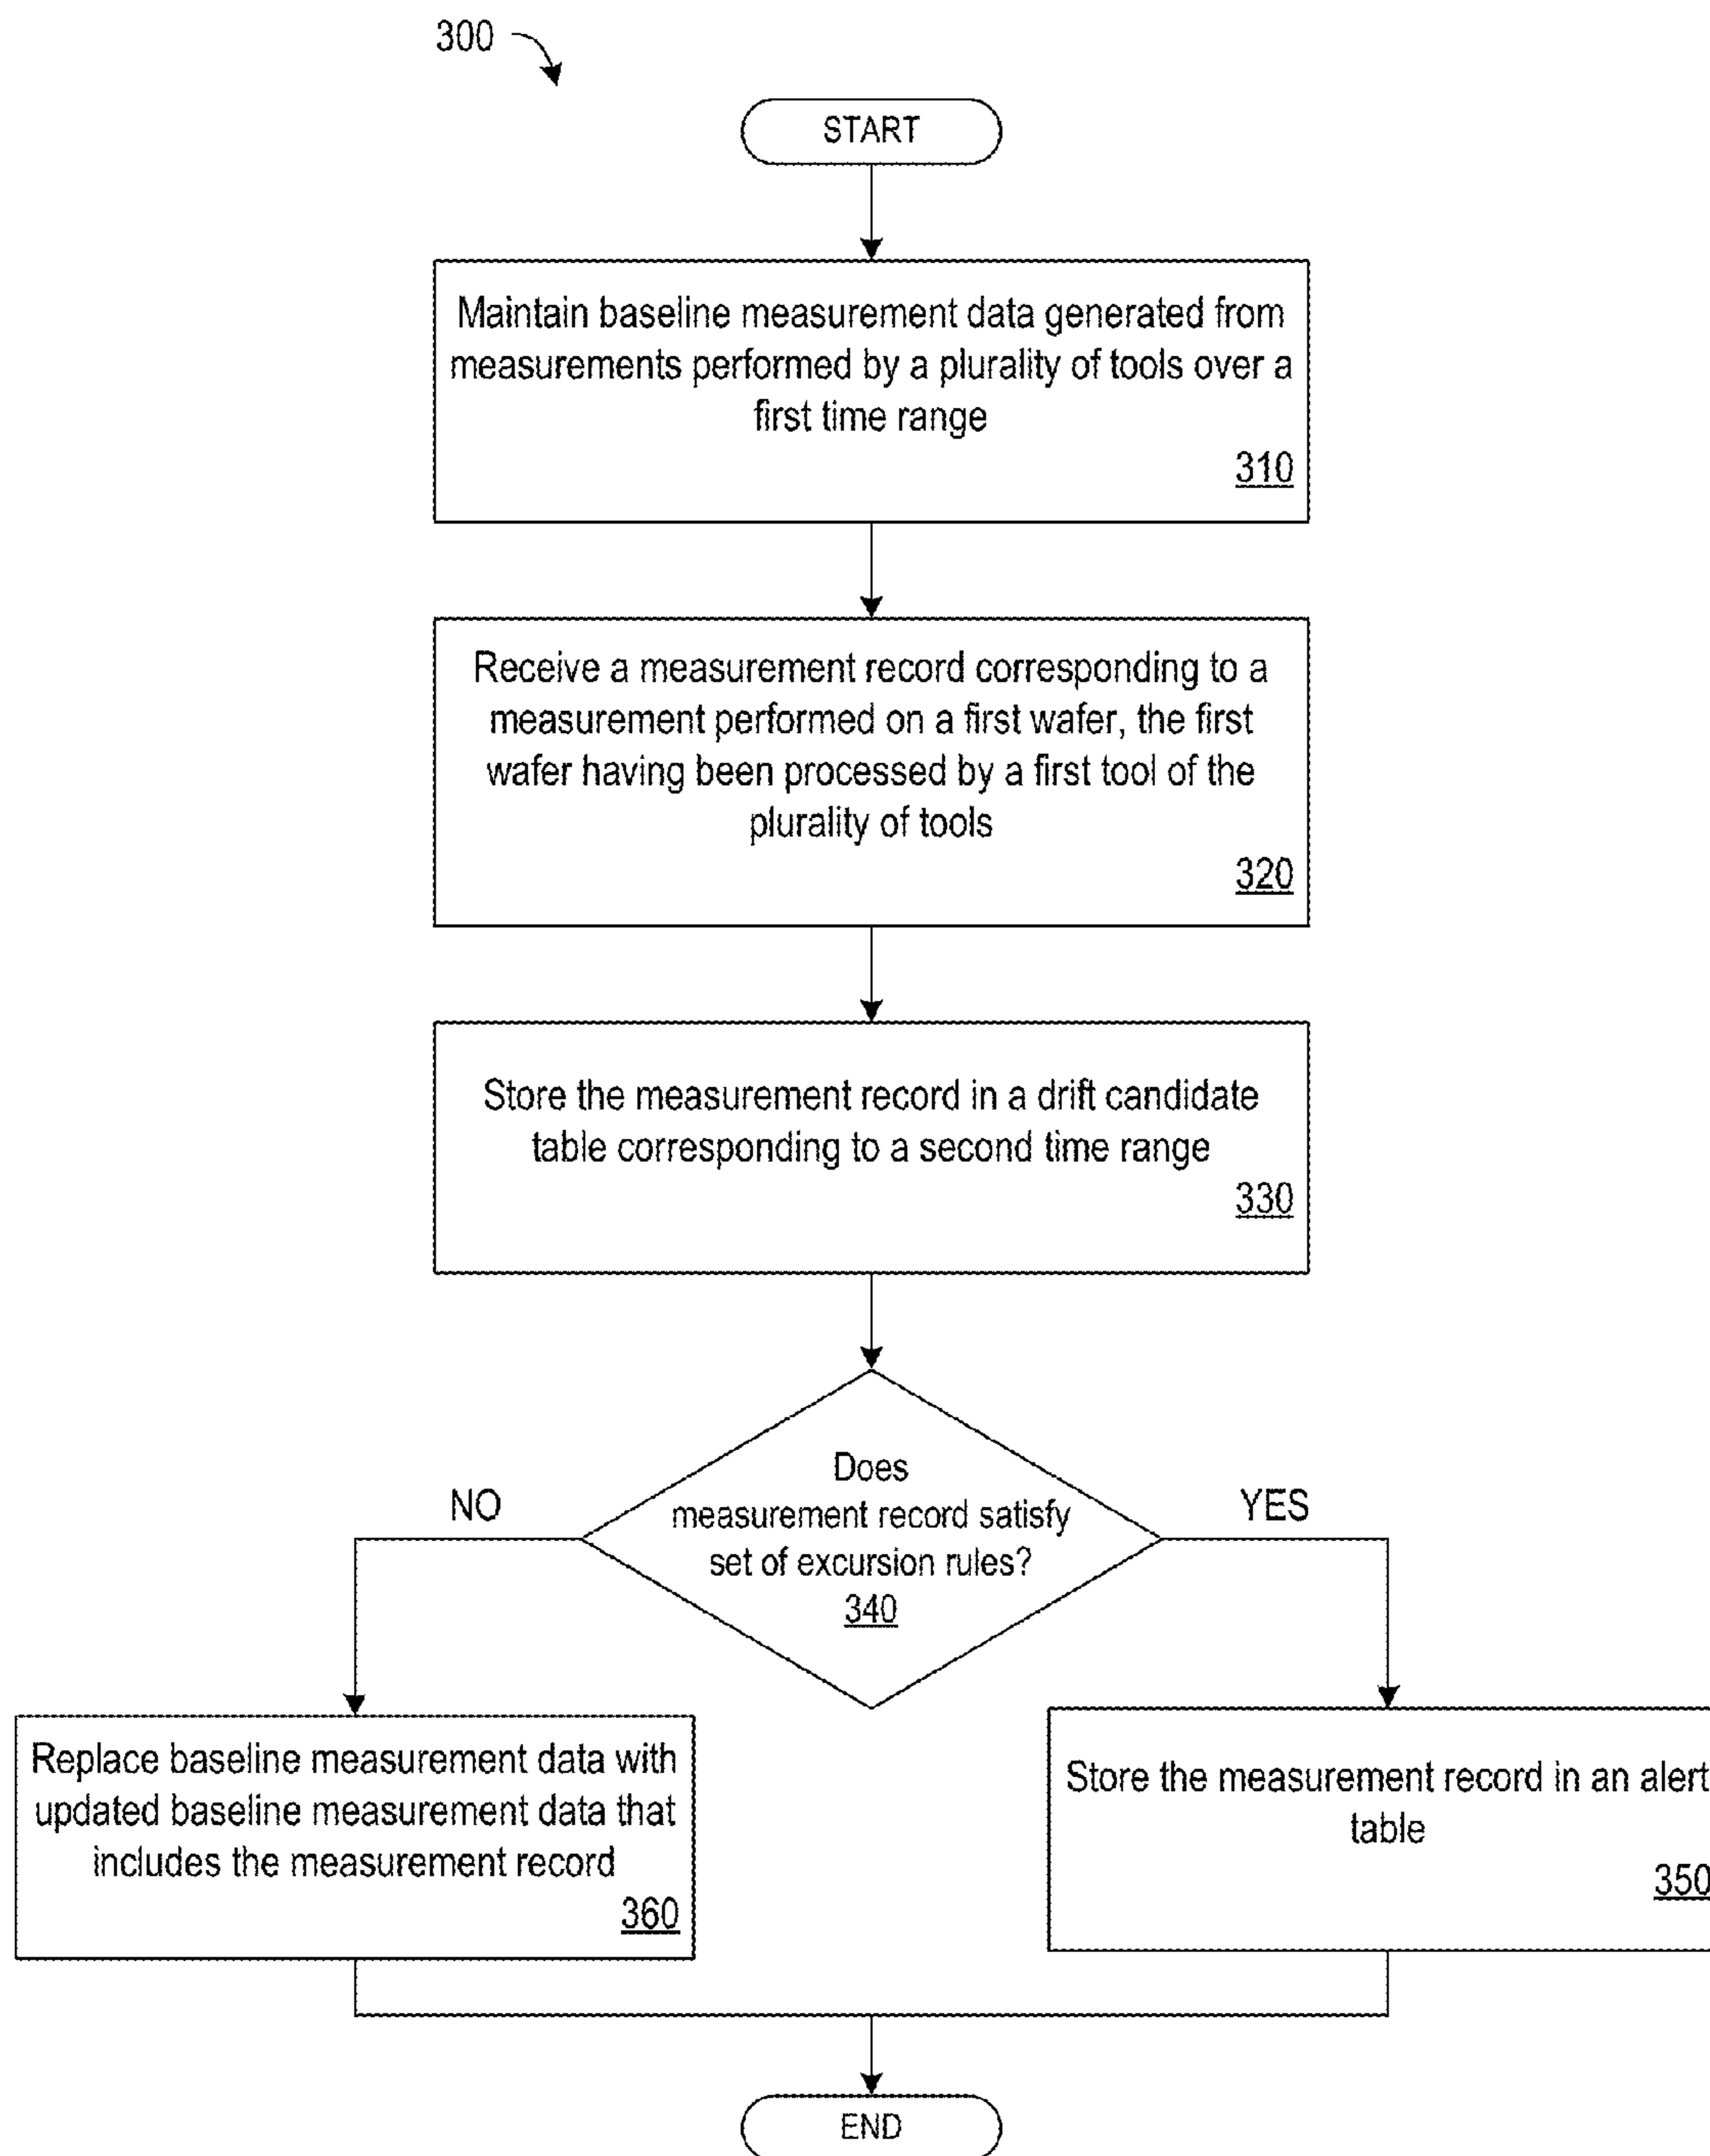 300
START
Maintain baseline measurement data generated from
measurements performed by a plurality of tools over a
first time range
310
Receive a measurement record corresponding to a
measurement performed on a first wafer, the first
wafer having been processed by a first tool of the
plurality of tools
320
Store the measurement record in a drift candidate
table corresponding to a second time range
330
Does
measurement record satisfy
set of excursion rules?
340
NO
YES
Replace baseline measurement data with
updated baseline measurement data that
includes the measurement record
360
Store the measurement record in an alert
table
350
END